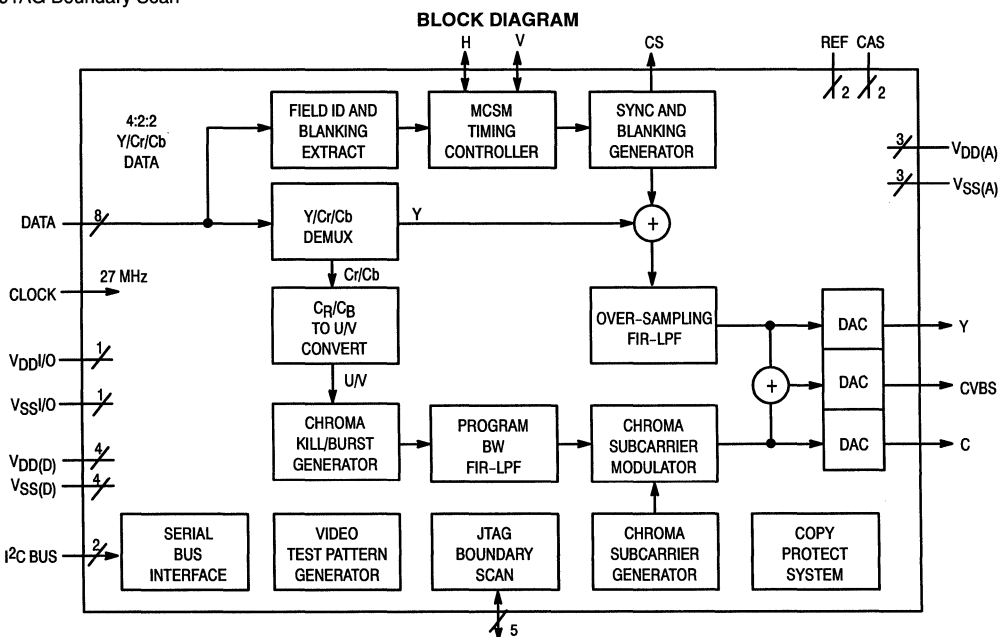 JTAG Boundary Scan
BLOCK DIAGRAM
H
V
CS
REF
CAS
2
2
4:2:2
Y/Cr/Cb
DATA
FIELD ID AND
BLANKING
EXTRACT
MCSM
TIMING
CONTROLLER
SYNC AND
BLANKING
GENERATOR
3
VDD(A)
3
VSS(A)
DATA
8
Y/Cr/Cb
DEMUX
Y
+
Cr/Cb
CLOCK
27 MHz
CR/CB
TO U/V
CONVERT
OVER-SAMPLING
FIR-LPF
DAC
Y
VDDI/O
1
U/V
+
DAC
CVBS
VSSI/O
1
CHROMA
KILL/BURST
GENERATOR
PROGRAM
BW
FIR-LPF
CHROMA
SUBCARRIER
MODULATOR
DAC
C
VDD(D)
4
VSS(D)
4
I2C BUS
2
SERIAL
BUS
INTERFACE
VIDEO
TEST PATTERN
GENERATOR
JTAG
BOUNDARY
SCAN
CHROMA
SUBCARRIER
GENERATOR
COPY
PROTECT
SYSTEM
5